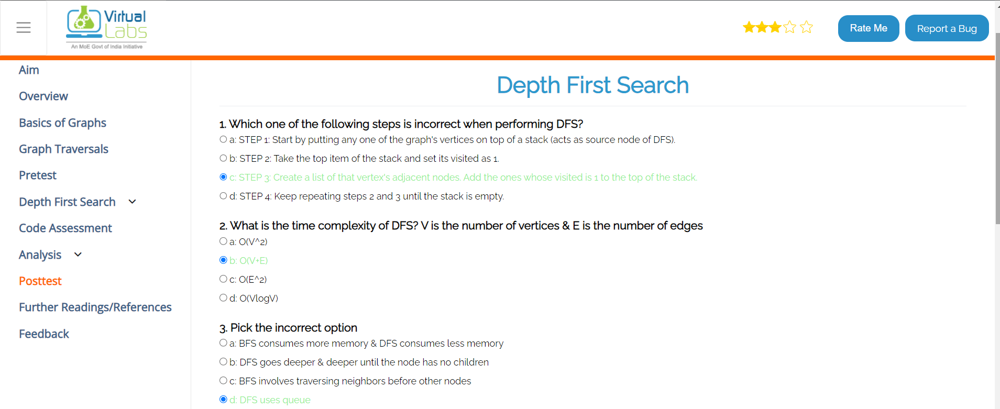 Virtual
Labs
An MoE Govt of India Initiative
Rate Me
Report a Bug
Aim
Overview
Basics of Graphs
Graph Traversals
Pretest
Depth First Search
Code Assessment
Analysis
Posttest
Further Readings/References
Feedback
Depth First Search
1. Which one of the following steps is incorrect when performing DFS?
a: STEP 1: Start by putting any one of the graph's vertices on top of a stack (acts as source node of DFS).
b: STEP 2: Take the top item of the stack and set its visited as 1.
c: STEP 3: Create a list of that vertex's adjacent nodes. Add the ones whose visited is 1 to the top of the stack.
d: STEP 4: Keep repeating steps 2 and 3 until the stack is empty.
2. What is the time complexity of DFS? V is the number of vertices & E is the number of edges
a: O(V^2)
b: O(V+E)
c: O(E^2)
d: O(VlogV)
3. Pick the incorrect option
a: BFS consumes more memory & DFS consumes less memory
b: DFS goes deeper & deeper until the node has no children
c: BFS involves traversing neighbors before other nodes
d: DFS uses queue